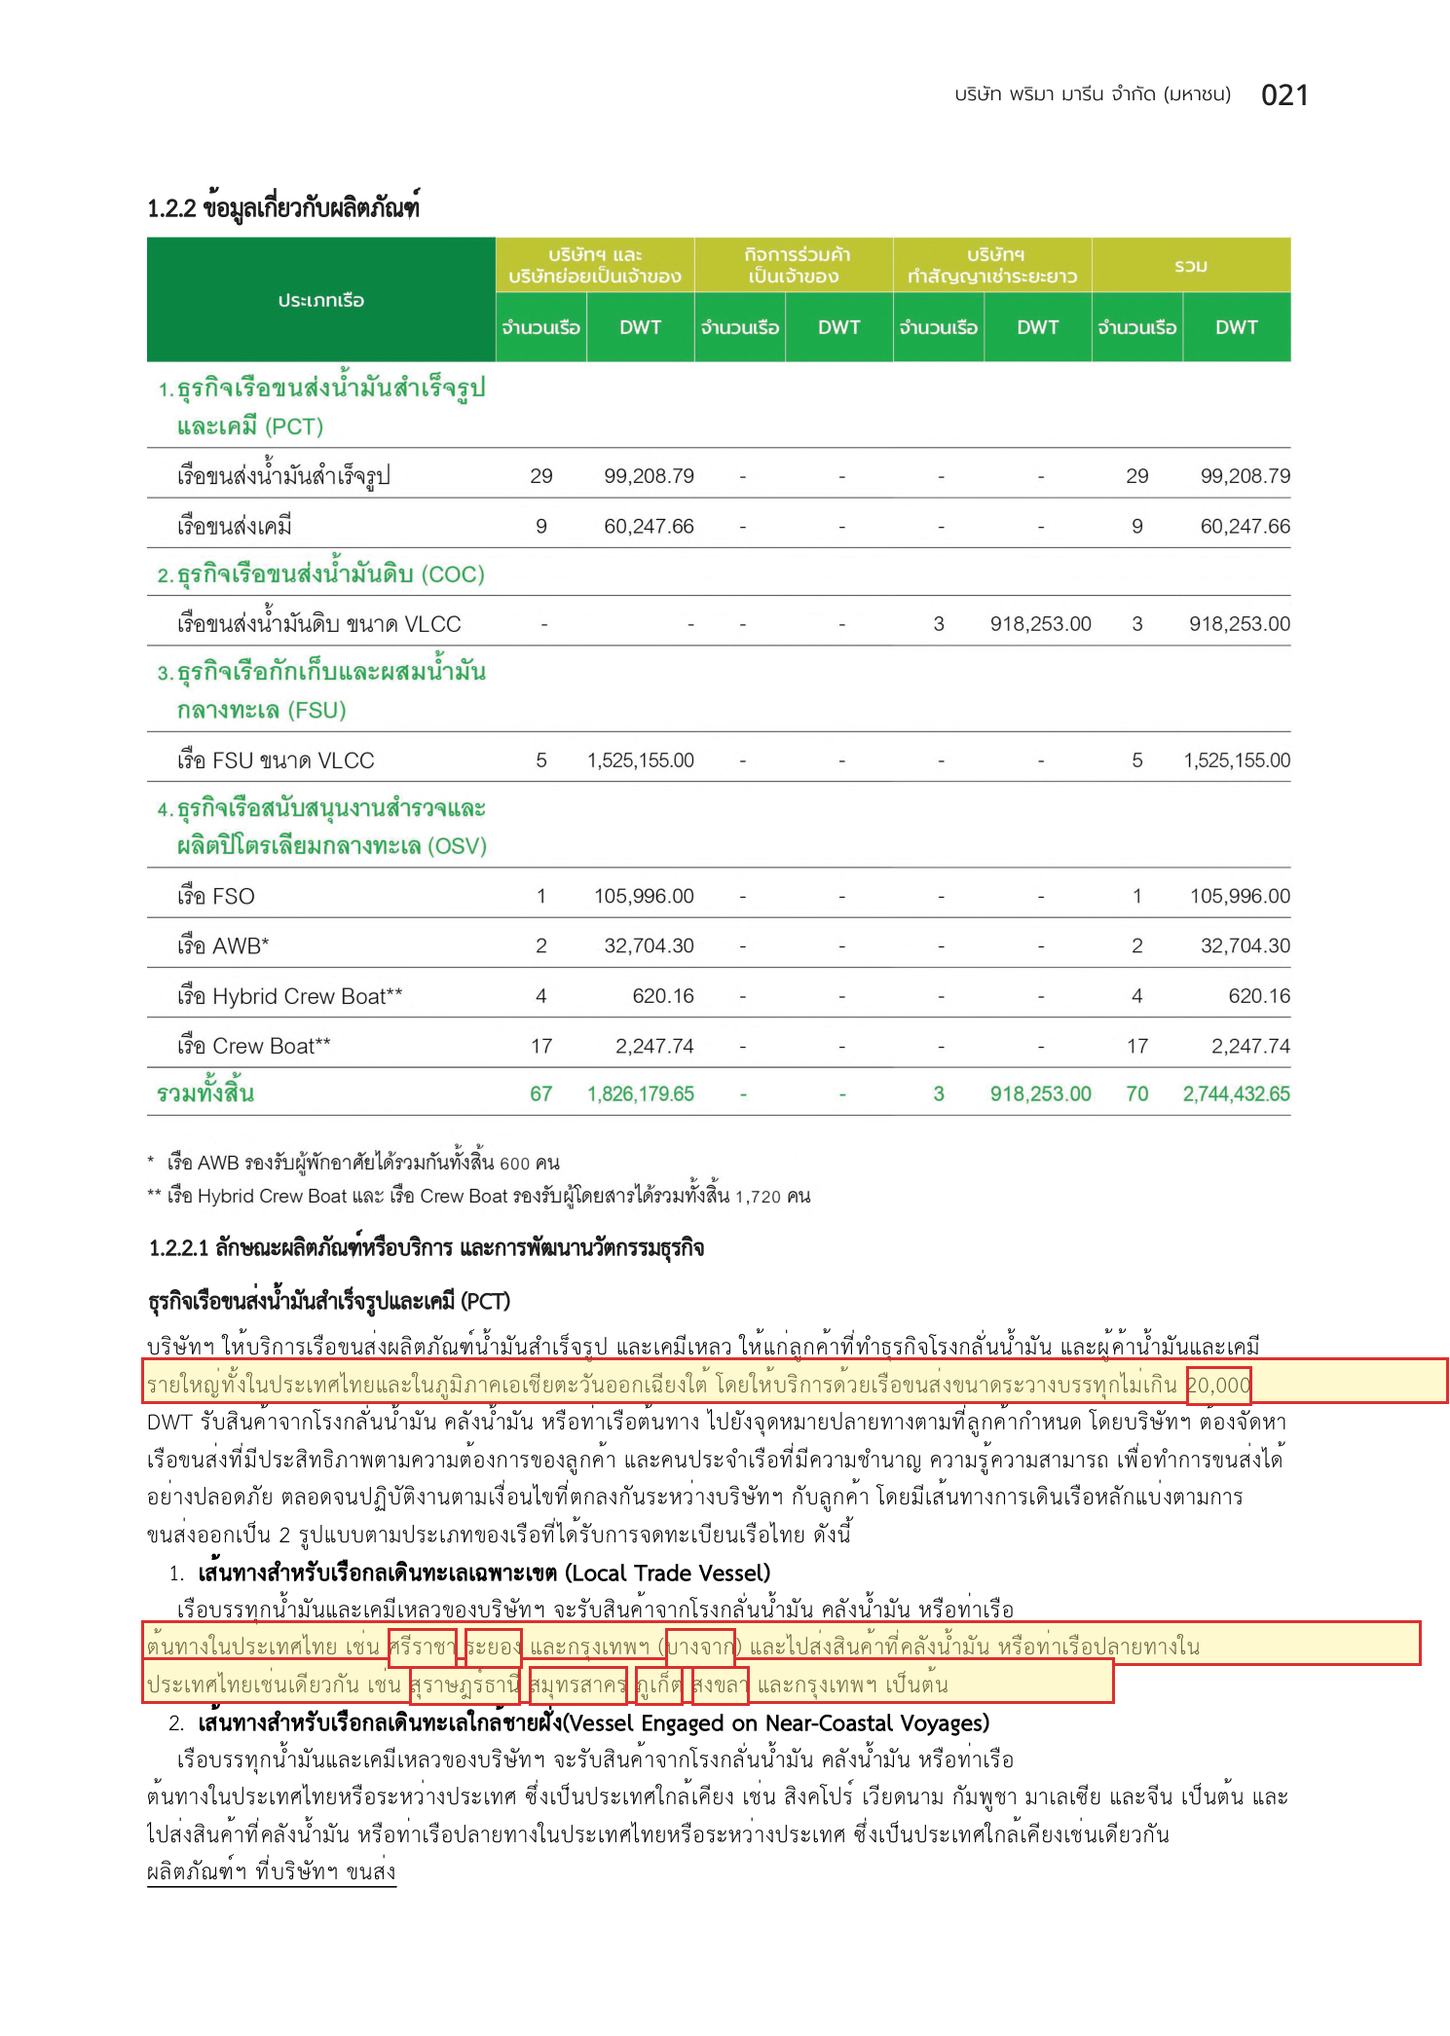 บริษัท พริมา มารีน จำกัด (มหาชน) 021
1.2.2 ข้อมูลเกี่ยวกับผลิตภัณฑ์
ประเภทเรือ บริษัทฯ และ บริษัทย่อยเป็นเจ้าของ กิจการร่วมค้า เป็นเจ้าของ บริษัทฯ ทำสัญญาเช่าระยะยาว รวม
จำนวนเรือ DWT จำนวนเรือ DWT จำนวนเรือ DWT จำนวนเรือ DWT
1. ธุรกิจเรือขนส่งน้ำมันสำเร็จรูป
และเคมี (PCT)
เรือขนส่งน้ำมันสำเร็จรูป 29 99,208.79 - - - - 29 99,208.79
เรือขนส่งเคมี 9 60,247.66 - - - - 9 60,247.66
2. ธุรกิจเรือขนส่งน้ำมันดิบ (COC)
เรือขนส่งน้ำมันดิบ ขนาด VLCC - - - - 3 918,253.00 3 918,253.00
3. ธุรกิจเรือกักเก็บและผสมน้ำมัน
กลางทะเล (FSU)
เรือ FSU ขนาด VLCC 5 1,525,155.00 - - - - 5 1,525,155.00
4. ธุรกิจเรือสนับสนุนงานสำรวจและ
ผลิตปิโตรเลียมกลางทะเล (OSV)
เรือ FSO 1 105,996.00 - - - - 1 105,996.00
เรือ AWB* 2 32,704.30 - - - - 2 32,704.30
เรือ Hybrid Crew Boat** 4 620.16 - - - - 4 620.16
เรือ Crew Boat** 17 2,247.74 - - - - 17 2,247.74
รวมทั้งสิ้น 67 1,826,179.65 - - 3 918,253.00 70 2,744,432.65
* เรือ AWB รองรับผู้พักอาศัยได้รวมกันทั้งสิ้น 600 คน
** เรือ Hybrid Crew Boat และ เรือ Crew Boat รองรับผู้โดยสารได้รวมทั้งสิ้น 1,720 คน
1.2.2.1 ลักษณะผลิตภัณฑ์หรือบริการ และการพัฒนานวัตกรรมธุรกิจ
ธุรกิจเรือขนส่งน้ำมันสำเร็จรูปและเคมี (PCT)
บริษัทฯ ให้บริการเรือขนส่งผลิตภัณฑ์น้ำมันสำเร็จรูป และเคมีเหลว ให้แก่ลูกค้าที่ทำธุรกิจโรงกลั่นน้ำมัน และผู้ค้าน้ำมันและเคมี
รายใหญ่ทั้งในประเทศไทยและในภูมิภาคเอเชียตะวันออกเฉียงใต้ โดยให้บริการด้วยเรือขนส่งขนาดระวางบรรทุกไม่เกิน 20,000
DWT รับสินค้าจากโรงกลั่นน้ำมัน คลังน้ำมัน หรือท่าเรือต้นทาง ไปยังจุดหมายปลายทางตามที่ลูกค้ากำหนด โดยบริษัทฯ ต้องจัดหา
เรือขนส่งที่มีประสิทธิภาพตามความต้องการของลูกค้า และคนประจำเรือที่มีความชำนาญ ความรู้ความสามารถ เพื่อทำการขนส่งได้
อย่างปลอดภัย ตลอดจนปฏิบัติงานตามเงื่อนไขที่ตกลงกันระหว่างบริษัทฯ กับลูกค้า โดยมีเส้นทางการเดินเรือหลักแบ่งตามการ
ขนส่งออกเป็น 2 รูปแบบตามประเภทของเรือที่ได้รับการจดทะเบียนเรือไทย ดังนี้
1. เส้นทางสำหรับเรือกลเดินทะเลเฉพาะเขต (Local Trade Vessel)
เรือบรรทุกน้ำมันและเคมีเหลวของบริษัทฯ จะรับสินค้าจากโรงกลั่นน้ำมัน คลังน้ำมัน หรือท่าเรือ
ต้นทางในประเทศไทย เช่น ศรีราชา ระยอง และกรุงเทพฯ (บางจาก) และไปส่งสินค้าที่คลังน้ำมัน หรือท่าเรือปลายทางใน
ประเทศไทยเช่นเดียวกัน เช่น สุราษฎร์ธานี สมุทรสาคร ภูเก็ต สงขลา และกรุงเทพฯ เป็นต้น
2. เส้นทางสำหรับเรือกลเดินทะเลใกล้ชายฝั่ง(Vessel Engaged on Near-Coastal Voyages)
เรือบรรทุกน้ำมันและเคมีเหลวของบริษัทฯ จะรับสินค้าจากโรงกลั่นน้ำมัน คลังน้ำมัน หรือท่าเรือ
ต้นทางในประเทศไทยหรือระหว่างประเทศ ซึ่งเป็นประเทศใกล้เคียง เช่น สิงคโปร์ เวียดนาม กัมพูชา มาเลเซีย และจีน เป็นต้น และ
ไปส่งสินค้าที่คลังน้ำมัน หรือท่าเรือปลายทางในประเทศไทยหรือระหว่างประเทศ ซึ่งเป็นประเทศใกล้เคียงเช่นเดียวกัน
ผลิตภัณฑ์ฯ ที่บริษัทฯ ขนส่ง